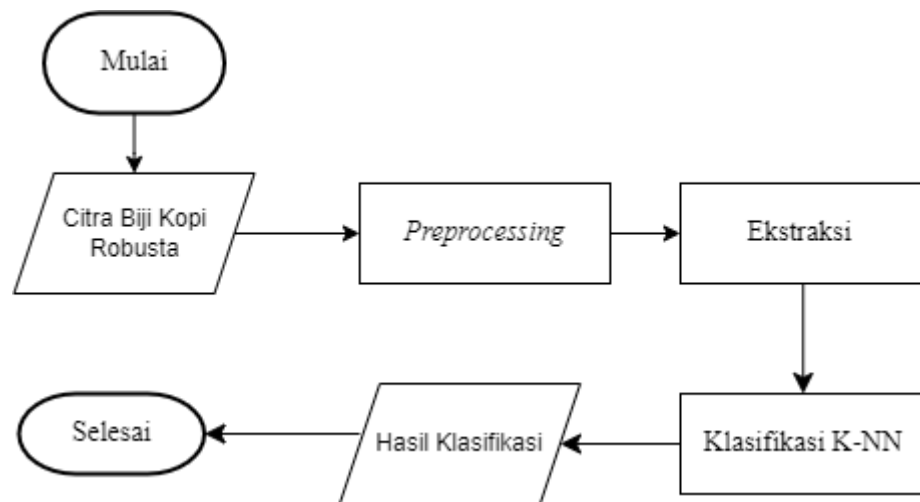 Mulai
Citra Biji Kopi
Robusta
Preprocessing
Ekstraksi
Klasifikasi K-NN
Hasil Klasifikasi
Selesai